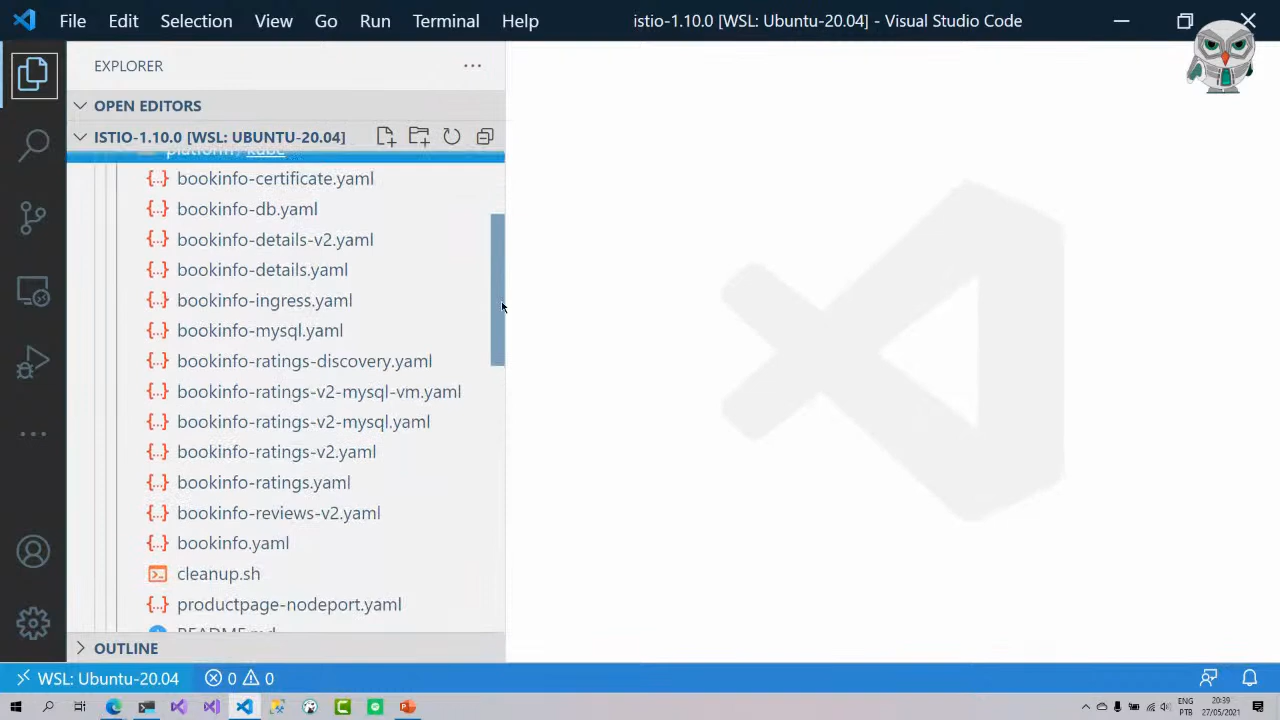 File Edit Selection View Go Run Terminal Help istio-1.10.0 [WSL: Ubuntu-20.04] - Visual Studio Code
EXPLORER
OPEN EDITORS
ISTIO-1.10.0 [WSL: UBUNTU-20.04]
platform / kube
bookinfo-certificate.yaml
bookinfo-db.yaml
bookinfo-details-v2.yaml
bookinfo-details.yaml
bookinfo-ingress.yaml
bookinfo-mysql.yaml
bookinfo-ratings-discovery.yaml
bookinfo-ratings-v2-mysql-vm.yaml
bookinfo-ratings-v2-mysql.yaml
bookinfo-ratings-v2.yaml
bookinfo-ratings.yaml
bookinfo-reviews-v2.yaml
bookinfo.yaml
cleanup.sh
productpage-nodeport.yaml
README.md
OUTLINE
WSL: Ubuntu-20.04 0 0
ENG 20:39
PTB 27/05/2021